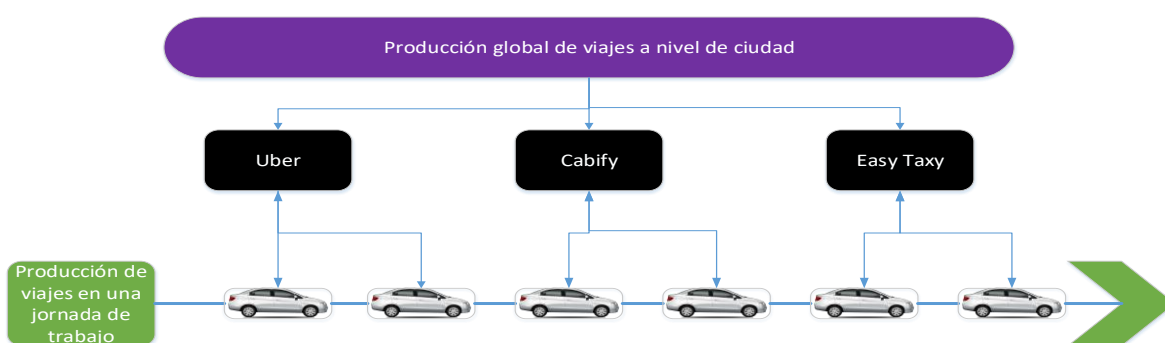 Producción global de viajes a nivel de ciudad
Uber
Cabify
Easy Taxy
Producción de
viajes en una
jornada de
trabajo